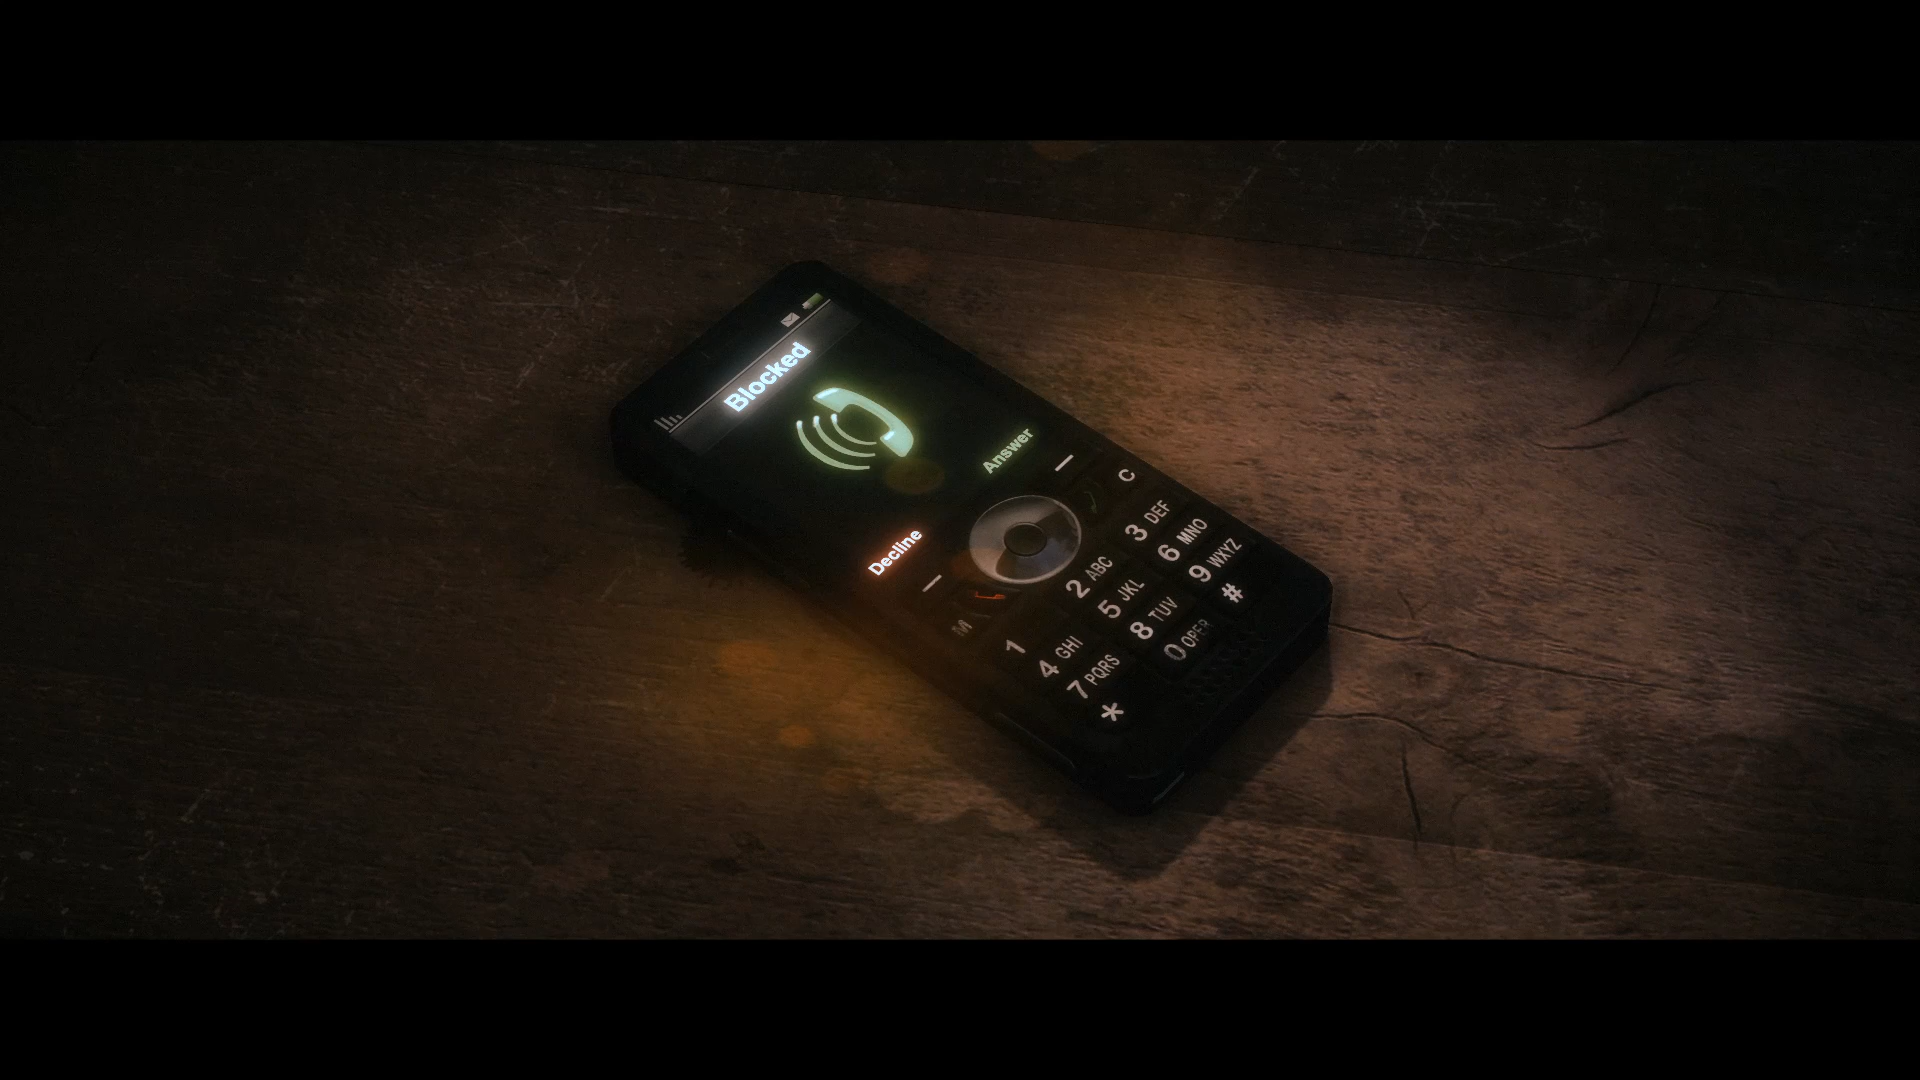 Blocked
Answer
Decline
C
M
1
2 ABC
3 DEF
4 GHI
5 JKL
6 MNO
7 PQRS
8 TUV
9 WXYZ
*
0 OPER
#